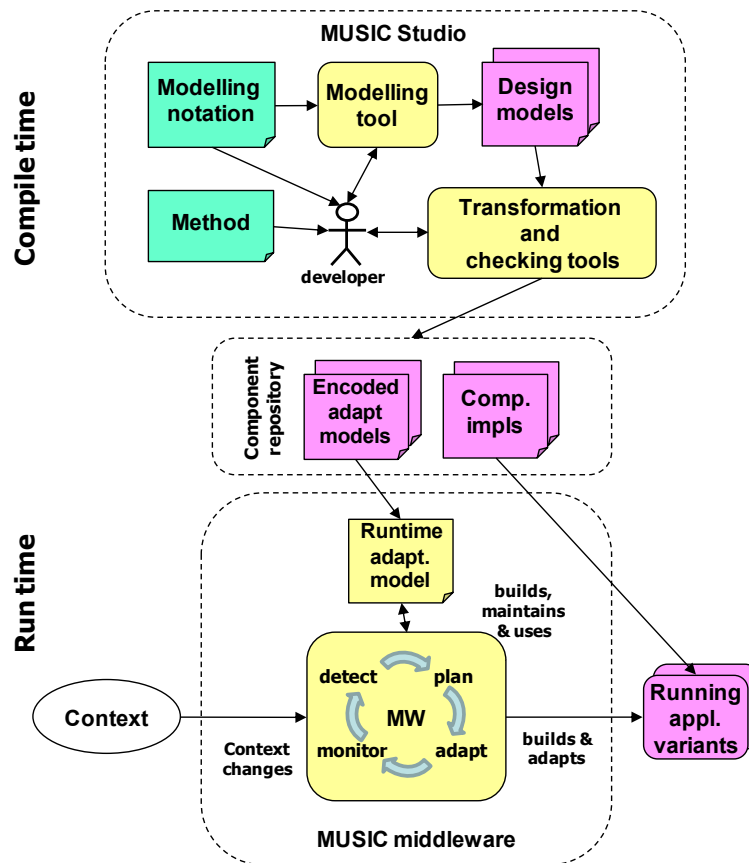 MUSIC Studio
Compile time
Modelling
notation
Modelling
tool
Design
models
Method
developer
Transformation
and
checking tools
Component
repository
Encoded
adapt
models
Comp.
impls
Run time
Runtime
adapt.
model
builds,
maintains
& uses
Context
Context
changes
detect
plan
MW
monitor
adapt
builds &
adapts
Running
appl.
variants
MUSIC middleware